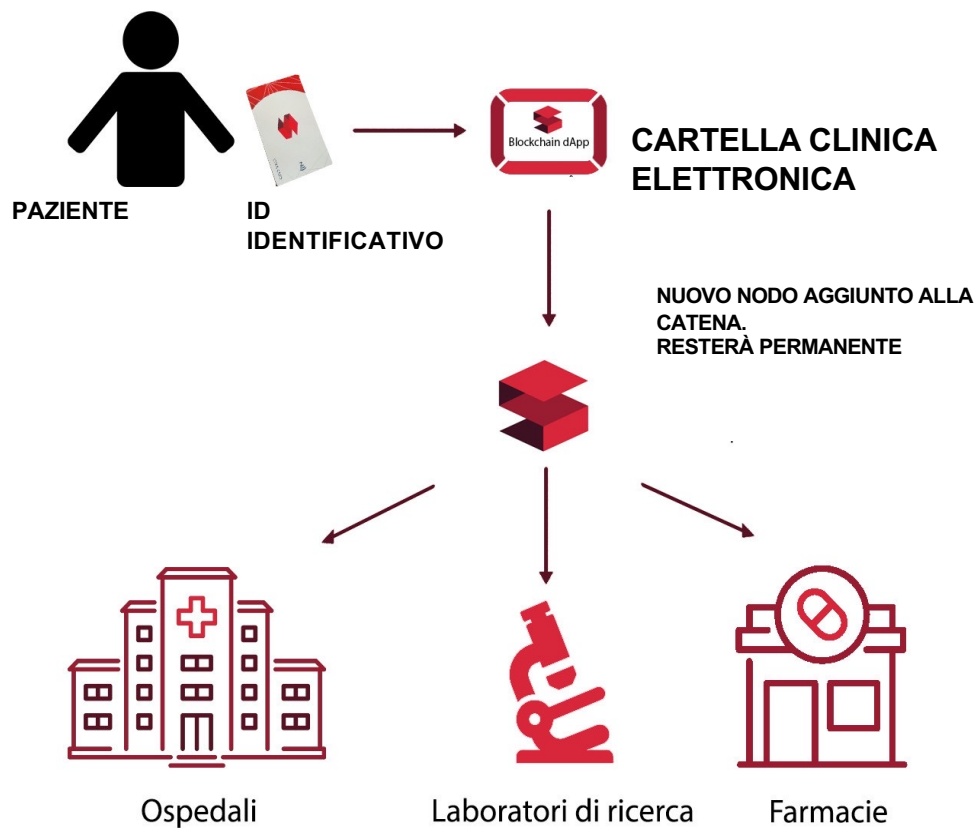 Blockchain dApp
CARTELLA CLINICA
ELETTRONICA
PAZIENTE
ID
IDENTIFICATIVO
NUOVO NODO AGGIUNTO ALLA
CATENA.
RESTERÀ PERMANENTE
Ospedali
Laboratori di ricerca
Farmacie